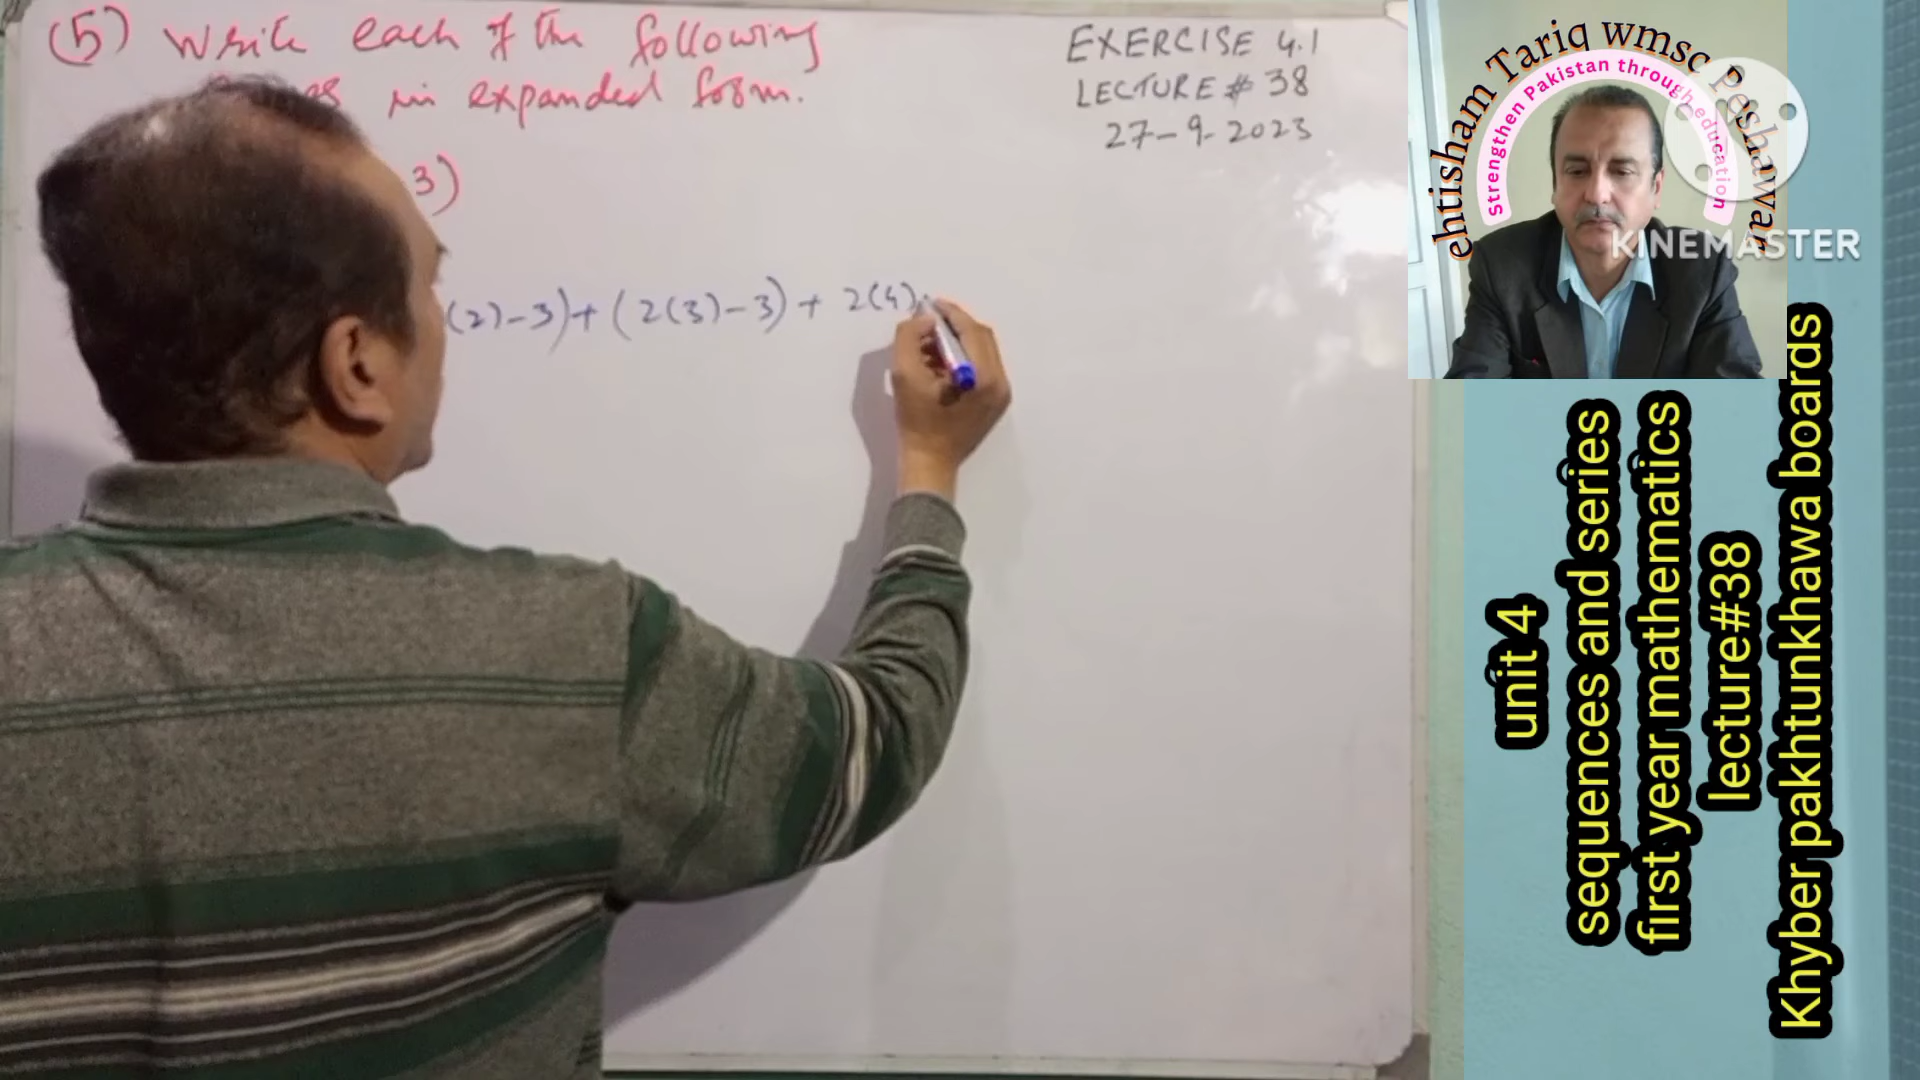 (5) Write each of the following
in expanded form.
3)
(2)-3)+(2(3)-3)+ 2(4)
EXERCISE 4.1
LECTURE # 38
27-9-2023
ehtisham Tariq wmsc Peshawar
Strengthen Pakistan through education
KINEMASTER
unit 4
sequences and series
first year mathematics
lecture#38
Khyber pakhtunkhawa boards